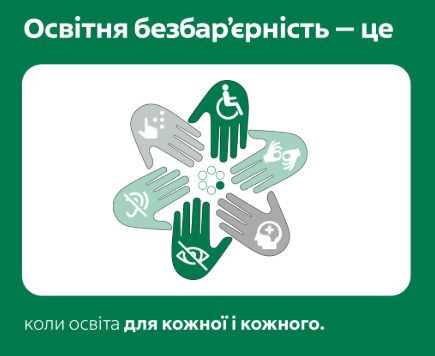 Освітня безбар’єрність — це
коли освіта для кожної і кожного.